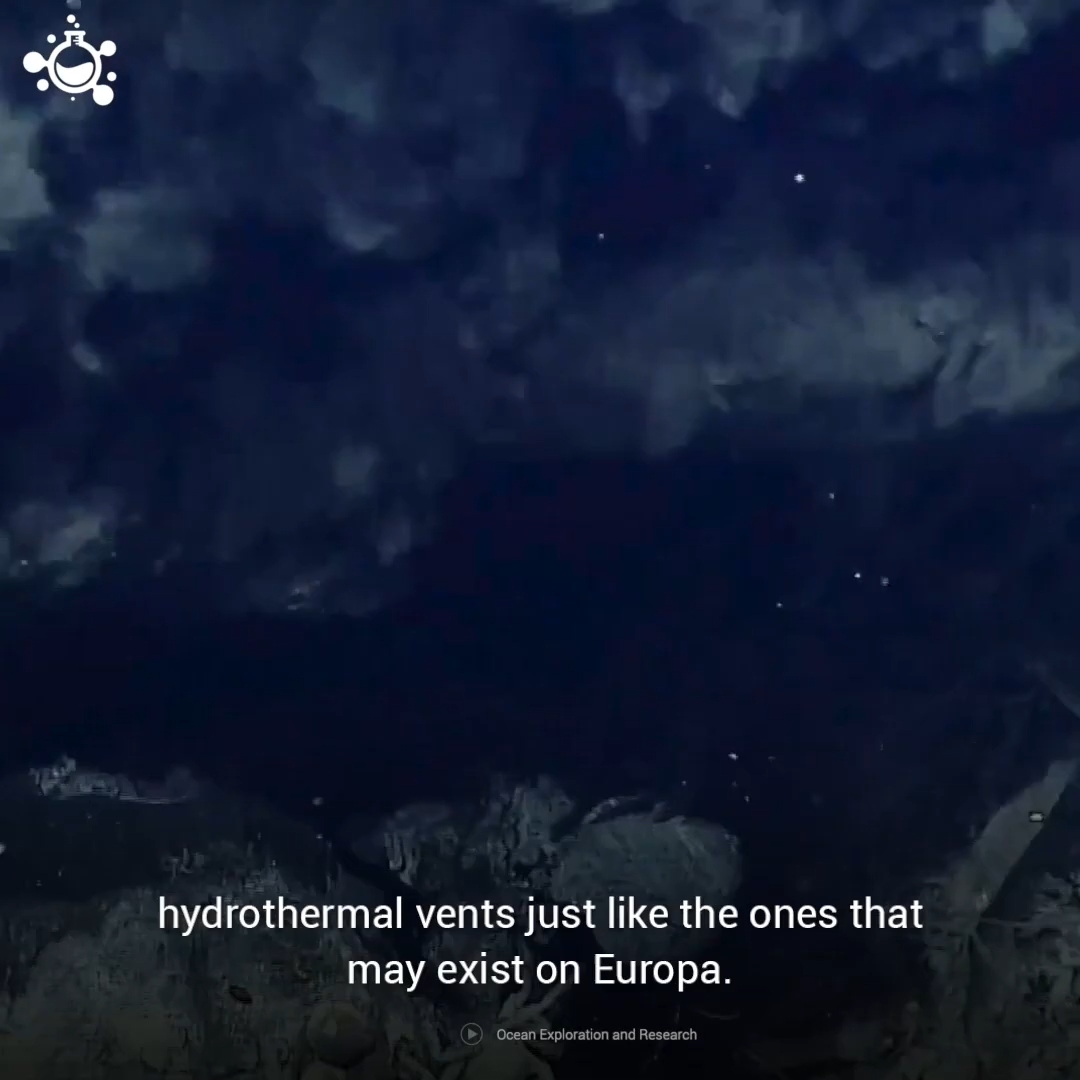 hydrothermal vents just like the ones that
may exist on Europa.
Ocean Exploration and Research